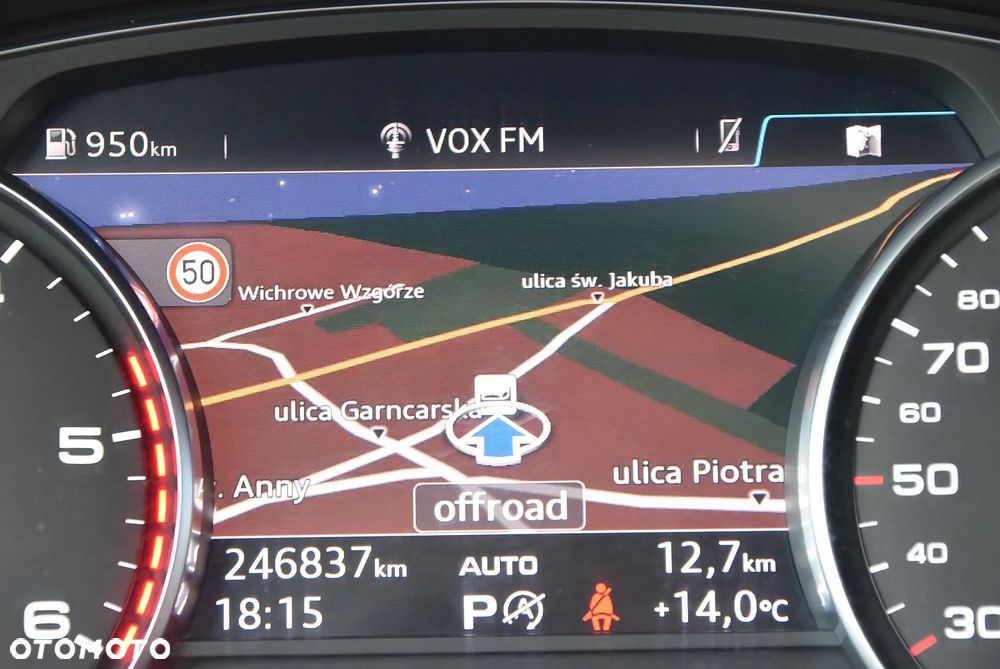 950km
VOX FM
50
Wichrowe Wzgórze
ulica św. Jakuba
80
70
60
50
40
30
5
6
ulica Garncarska
. Anny
ulica Piotra
offroad
246837km
AUTO
12,7km
18:15
P A
+14,0°C
OTOMOTO